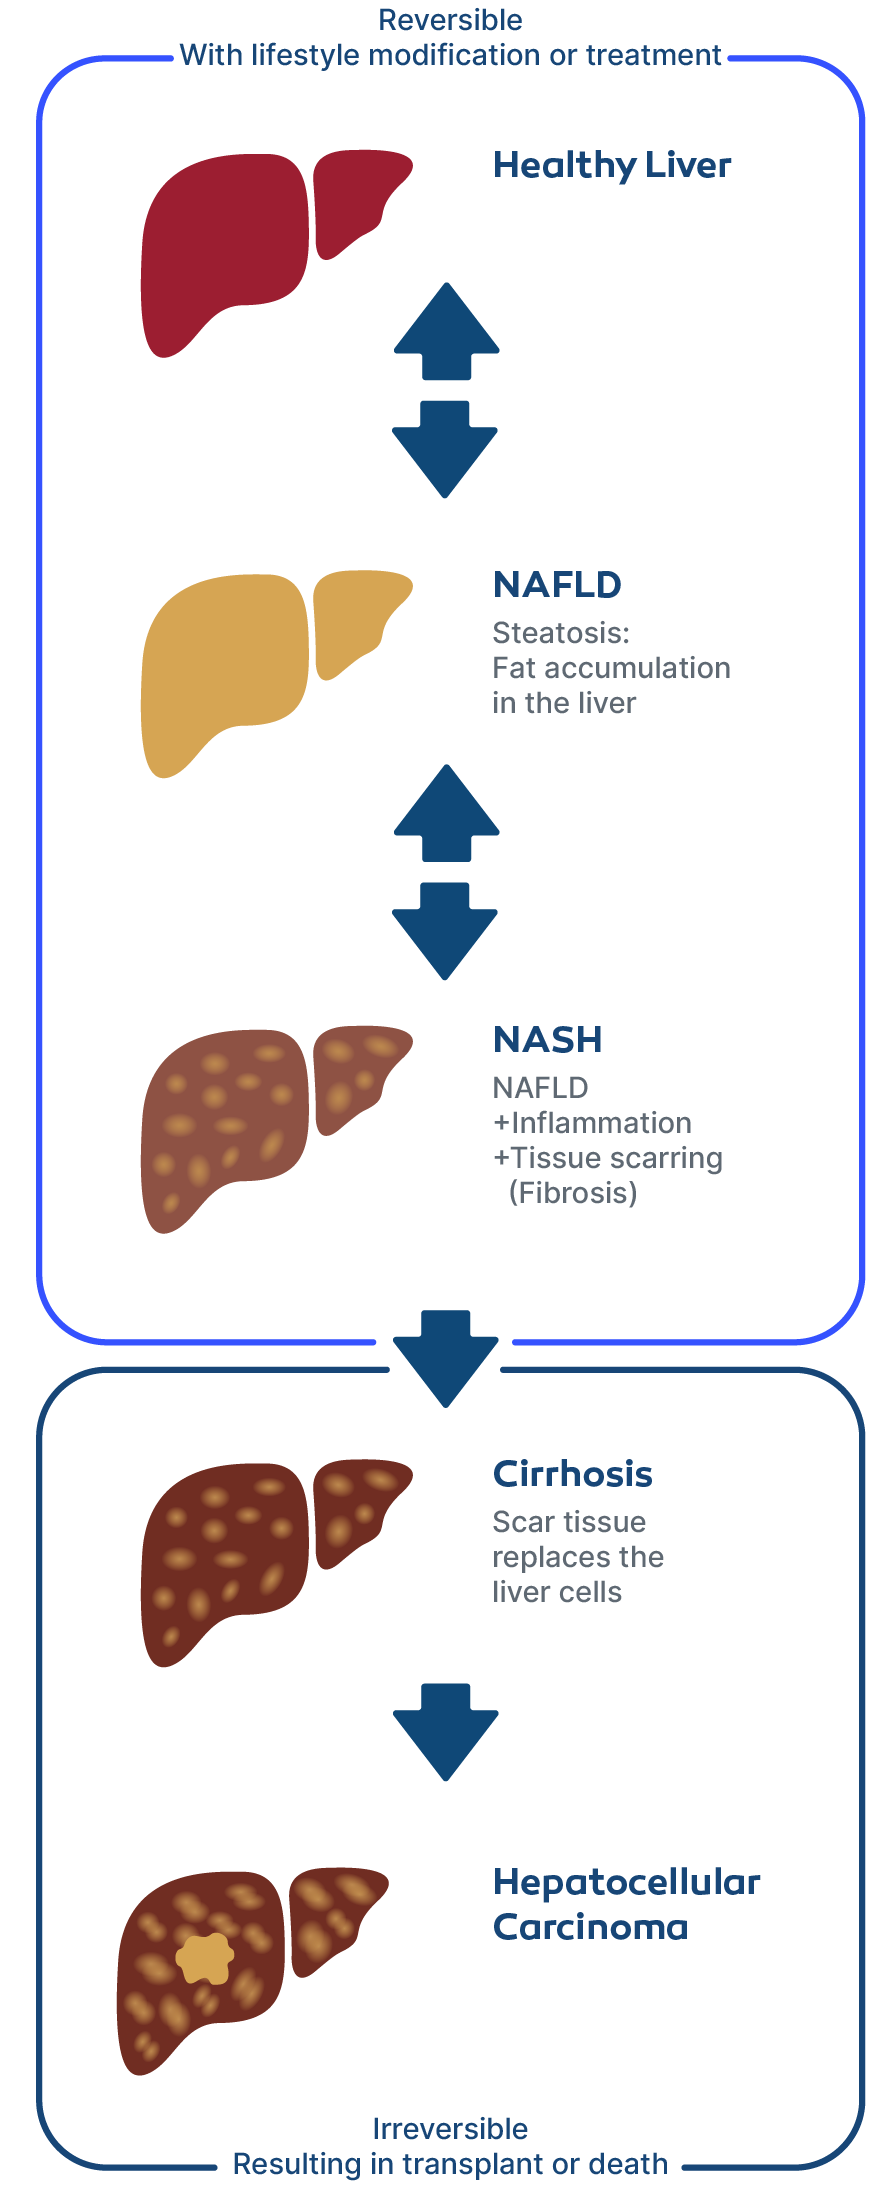 Reversible
With lifestyle modification or treatment
Healthy Liver
NAFLD
Steatosis:
Fat accumulation
in the liver
NASH
NAFLD
+Inflammation
+Tissue scarring
(Fibrosis)
Cirrhosis
Scar tissue
replaces the
liver cells
Hepatocellular
Carcinoma
Irreversible
Resulting in transplant or death